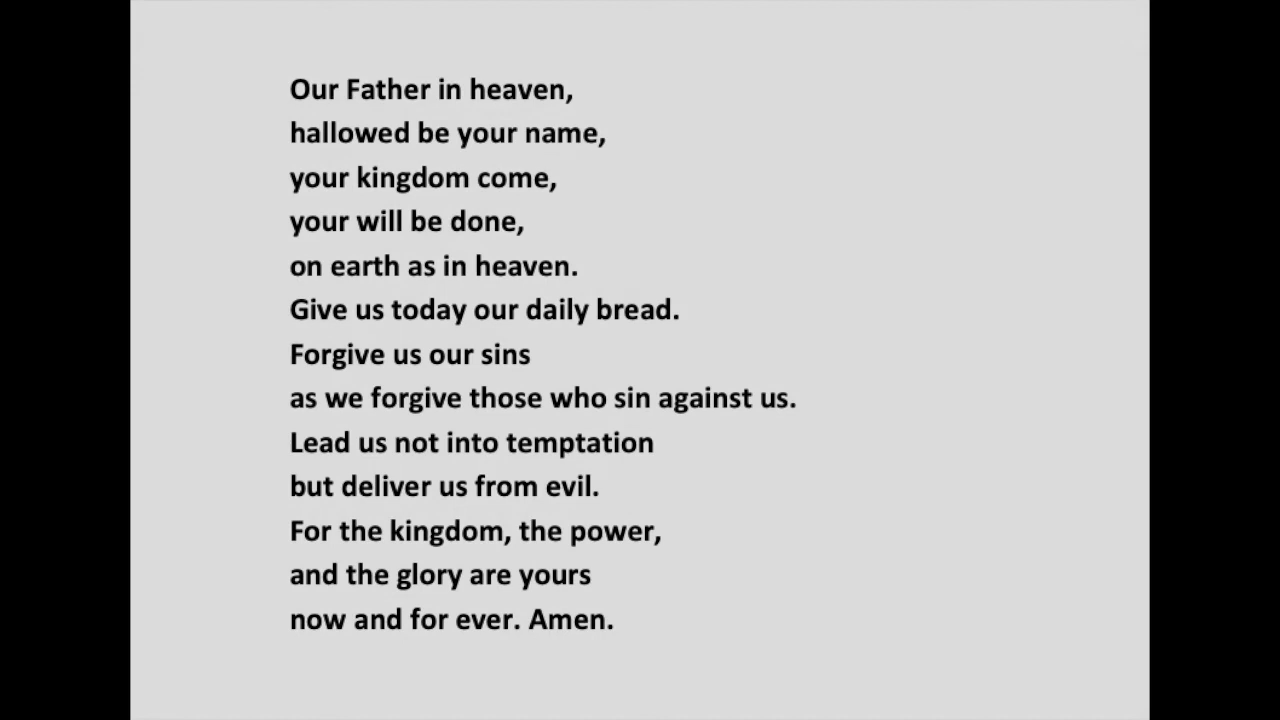 Our Father in heaven,
hallowed be your name,
your kingdom come,
your will be done,
on earth as in heaven.
Give us today our daily bread.
Forgive us our sins
as we forgive those who sin against us.
Lead us not into temptation
but deliver us from evil.
For the kingdom, the power,
and the glory are yours
now and for ever. Amen.